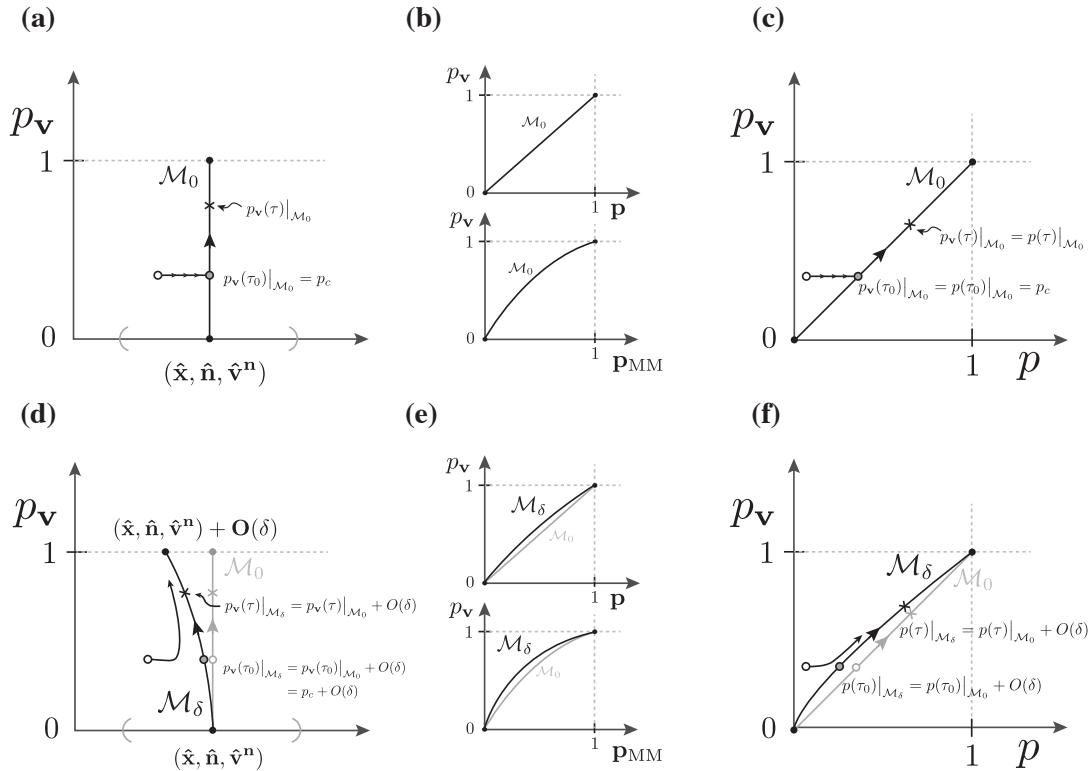 (a)
p_v
1
M_0
p_v(τ)|_{M_0}
p_v(τ_0)|_{M_0} = p_c
0
(x̂, n̂, v̂^n)
(b)
p_v
1
M_0
0
1 p
p_v
1
M_0
0
1 p_MM
(c)
p_v
1
M_0
p_v(τ)|_{M_0} = p(τ)|_{M_0}
p_v(τ_0)|_{M_0} = p(τ_0)|_{M_0} = p_c
0
1 p
(d)
p_v
(x̂, n̂, v̂^n) + O(δ)
1
M_0
p_v(τ)|_{M_δ} = p_v(τ)|_{M_0} + O(δ)
p_v(τ_0)|_{M_δ} = p_v(τ_0)|_{M_0} + O(δ)
= p_c + O(δ)
M_δ
0
(x̂, n̂, v̂^n)
(e)
p_v
1
M_δ
M_0
0
1 p
p_v
1
M_δ
M_0
0
1 p_MM
(f)
p_v
1
M_δ
M_0
p(τ)|_{M_δ} = p(τ)|_{M_0} + O(δ)
p(τ_0)|_{M_δ} = p(τ_0)|_{M_0} + O(δ)
0
1 p